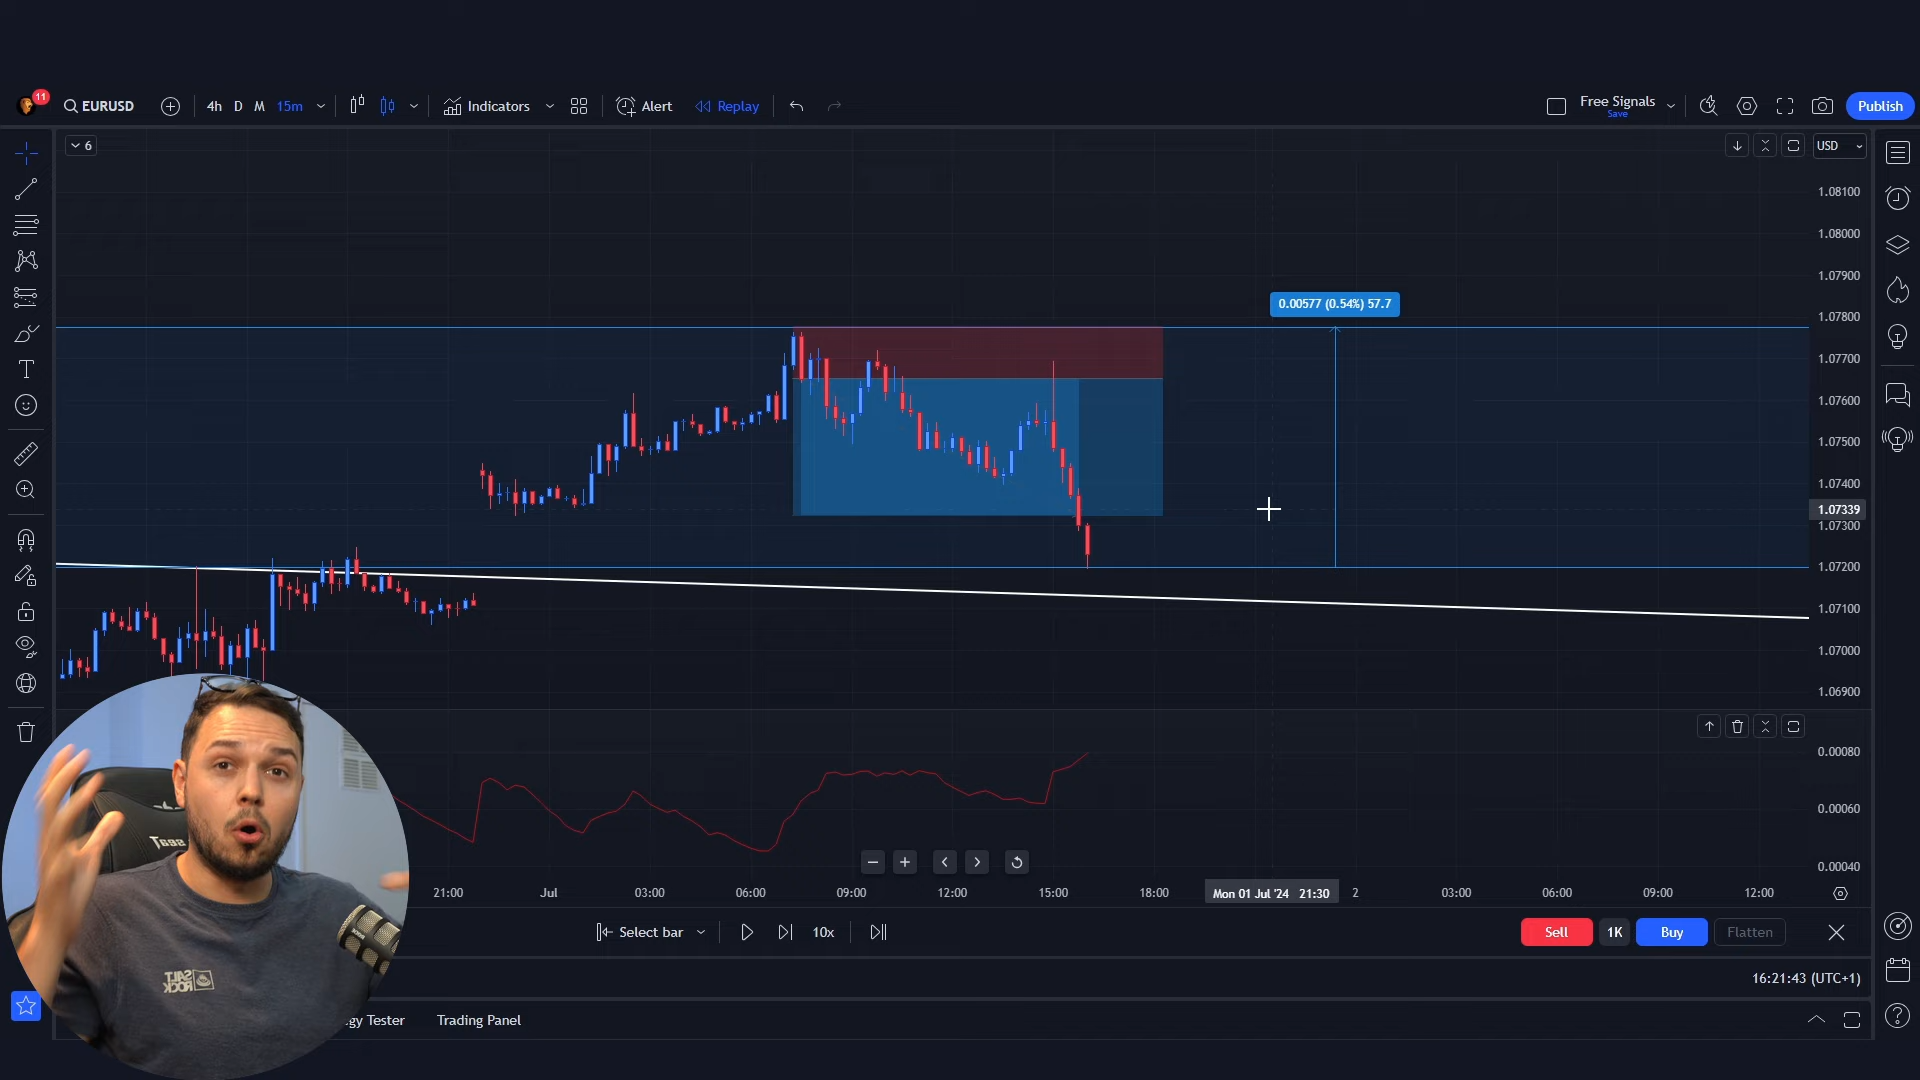 11
EURUSD
4h D M 15m
Indicators
Alert
Replay
Free Signals
Save
Publish
6
USD
1.08100
1.08000
1.07900
0.00577 (0.54%) 57.7
1.07800
1.07700
1.07600
1.07500
1.07400
1.07339
1.07300
1.07200
1.07100
1.07000
1.06900
0.00080
0.00060
0.00040
21:00 Jul 03:00 06:00 09:00 12:00 15:00 18:00 Mon 01 Jul '24 21:30 2 03:00 06:00 09:00 12:00
Select bar
10x
Sell
1K
Buy
Flatten
16:21:43 (UTC+1)
gy Tester
Trading Panel
SALT
ROCK